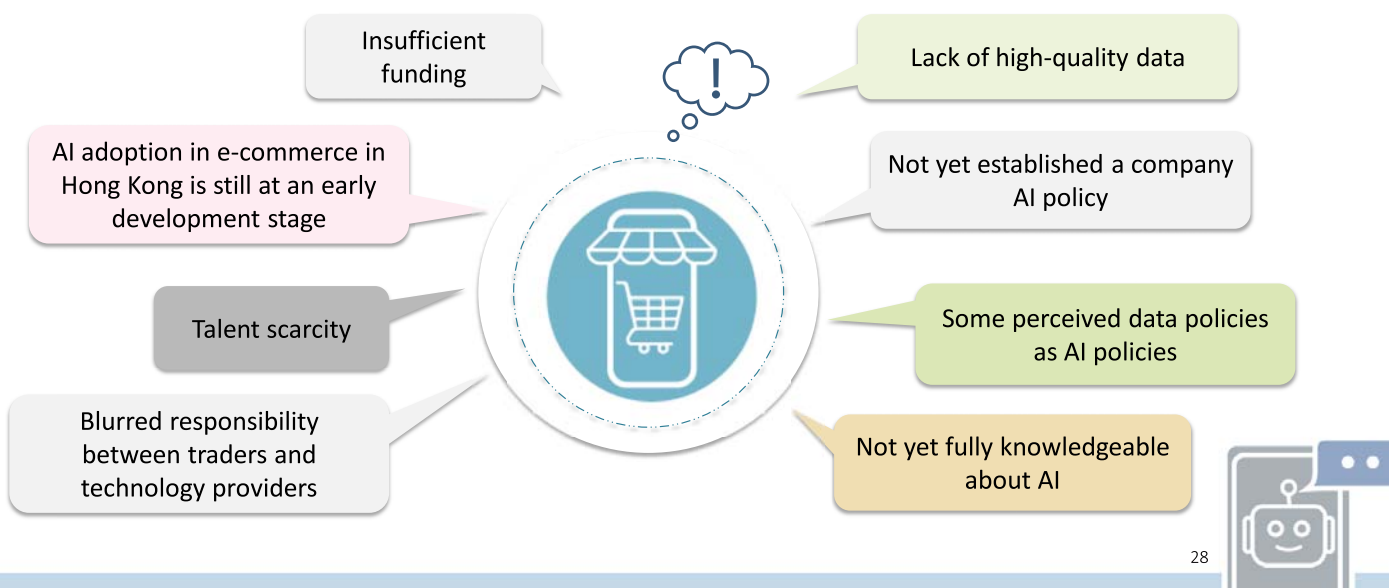 Insufficient
funding
AI adoption in e-commerce in
Hong Kong is still at an early
development stage
Talent scarcity
Blurred responsibility
between traders and
technology providers
!
Lack of high-quality data
Not yet established a company
AI policy
Some perceived data policies
as AI policies
Not yet fully knowledgeable
about AI
28